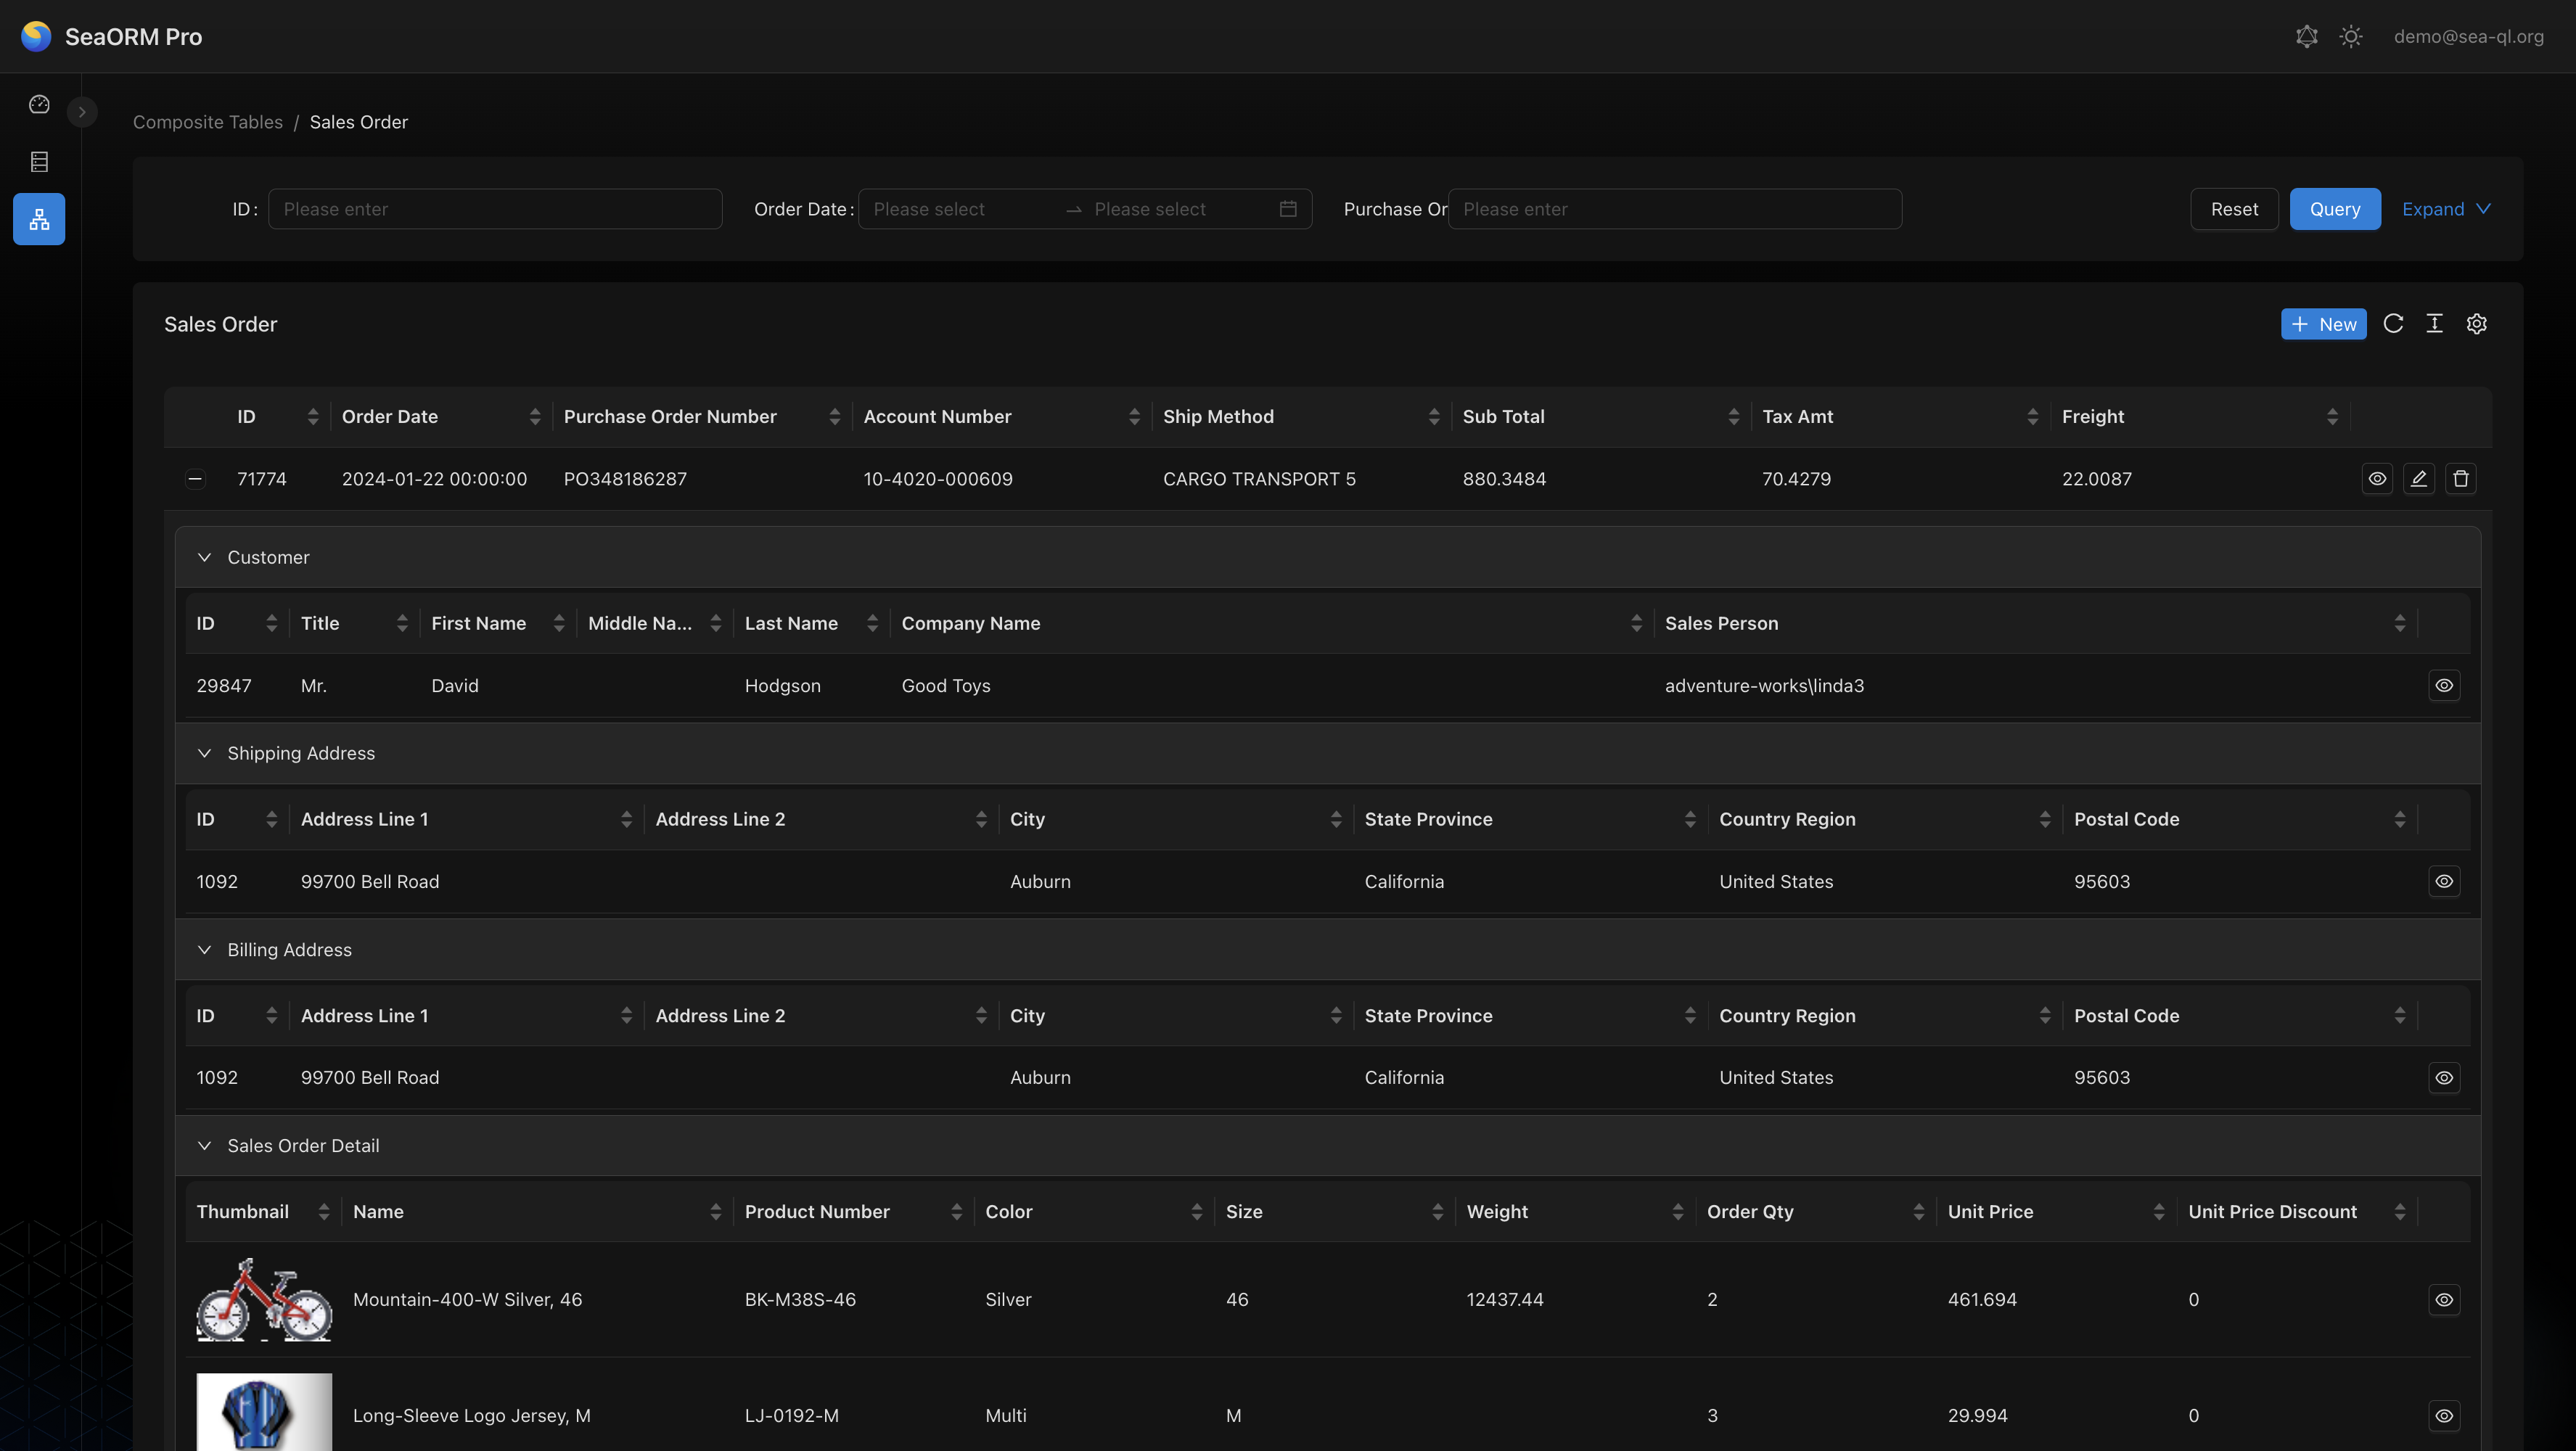 SeaORM Pro
demo@sea-ql.org
Composite Tables / Sales Order
ID : Please enter Order Date : Please select Please select Purchase Or Please enter Reset Query Expand
Sales Order
New
ID Order Date Purchase Order Number Account Number Ship Method Sub Total Tax Amt Freight
71774 2024-01-22 00:00:00 PO348186287 10-4020-000609 CARGO TRANSPORT 5 880.3484 70.4279 22.0087
Customer
ID Title First Name Middle Na... Last Name Company Name Sales Person
29847 Mr. David Hodgson Good Toys adventure-works\linda3
Shipping Address
ID Address Line 1 Address Line 2 City State Province Country Region Postal Code
1092 99700 Bell Road Auburn California United States 95603
Billing Address
ID Address Line 1 Address Line 2 City State Province Country Region Postal Code
1092 99700 Bell Road Auburn California United States 95603
Sales Order Detail
Thumbnail Name Product Number Color Size Weight Order Qty Unit Price Unit Price Discount
Mountain-400-W Silver, 46 BK-M38S-46 Silver 46 12437.44 2 461.694 0
Long-Sleeve Logo Jersey, M LJ-0192-M Multi M 3 29.994 0